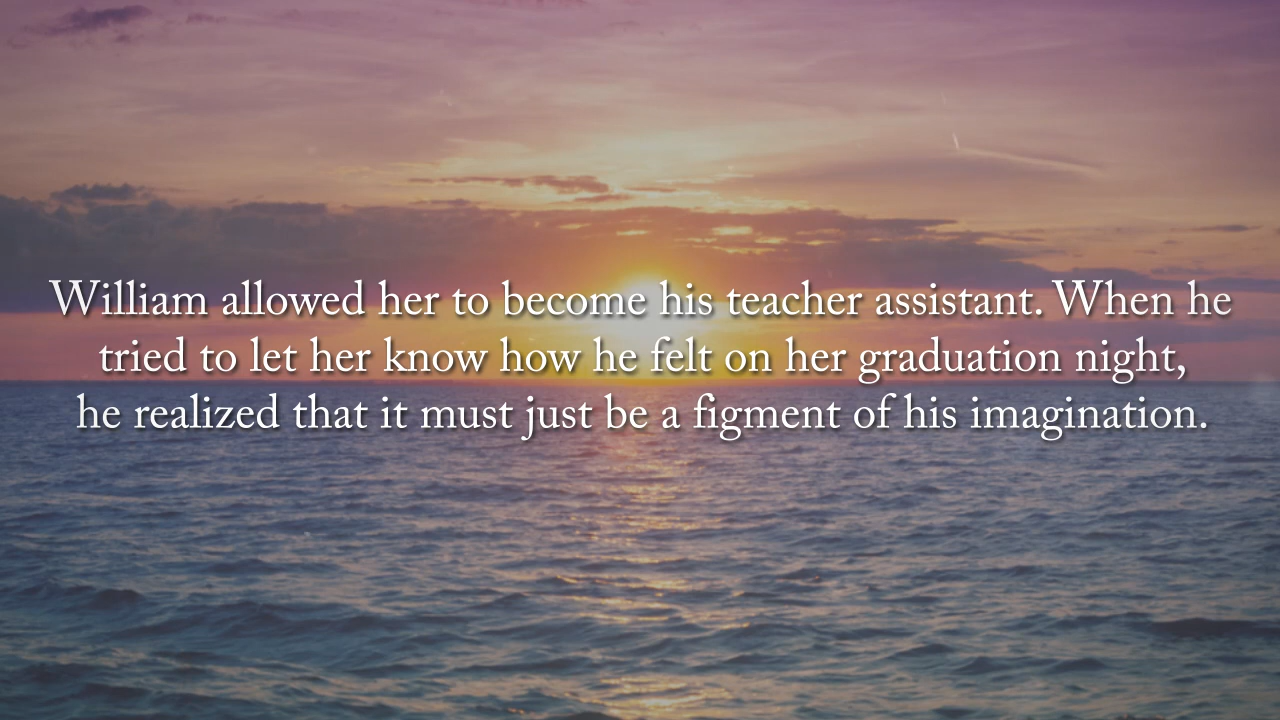 William allowed her to become his teacher assistant. When he
tried to let her know how he felt on her graduation night,
he realized that it must just be a figment of his imagination.